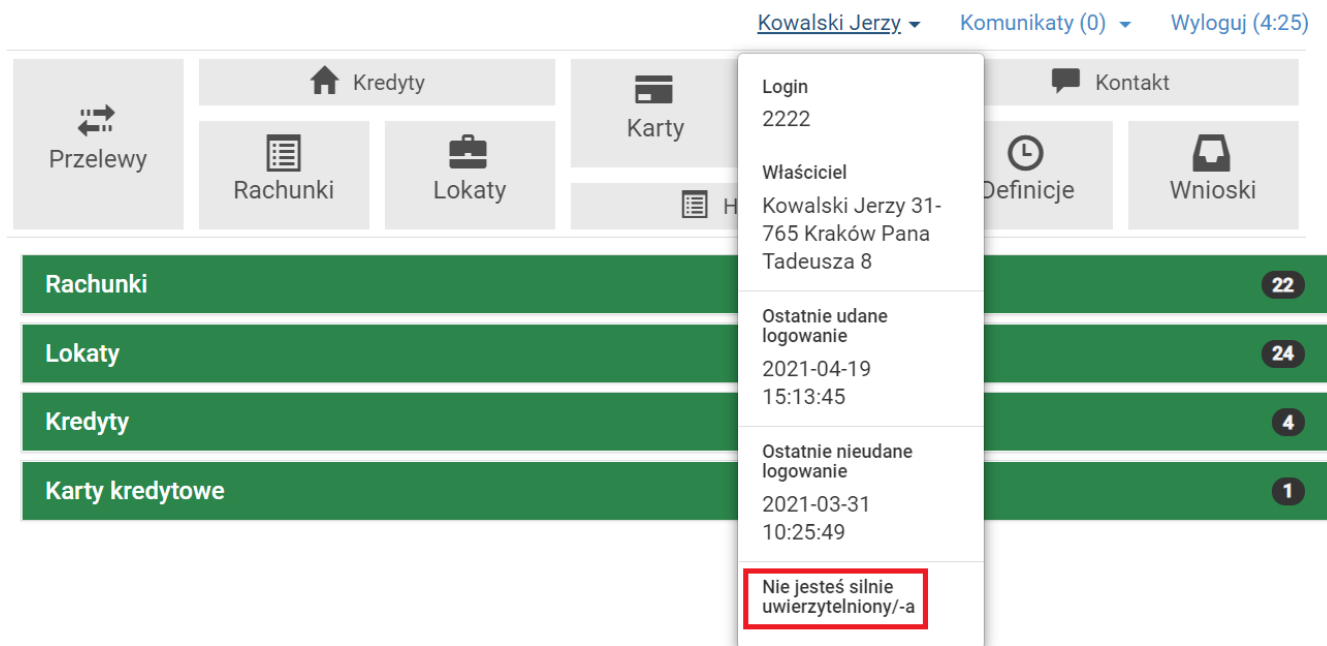 Kowalski Jerzy Komunikaty (0) Wyloguj (4:25)
Przelewy
Kredyty
Rachunki
Lokaty
Karty
H
Kontakt
Definicje
Wnioski
Login
2222
Właściciel
Kowalski Jerzy 31-
765 Kraków Pana
Tadeusza 8
Ostatnie udane
logowanie
2021-04-19
15:13:45
Ostatnie nieudane
logowanie
2021-03-31
10:25:49
Nie jesteś silnie
uwierzytelniony/-a
Rachunki 22
Lokaty 24
Kredyty 4
Karty kredytowe 1